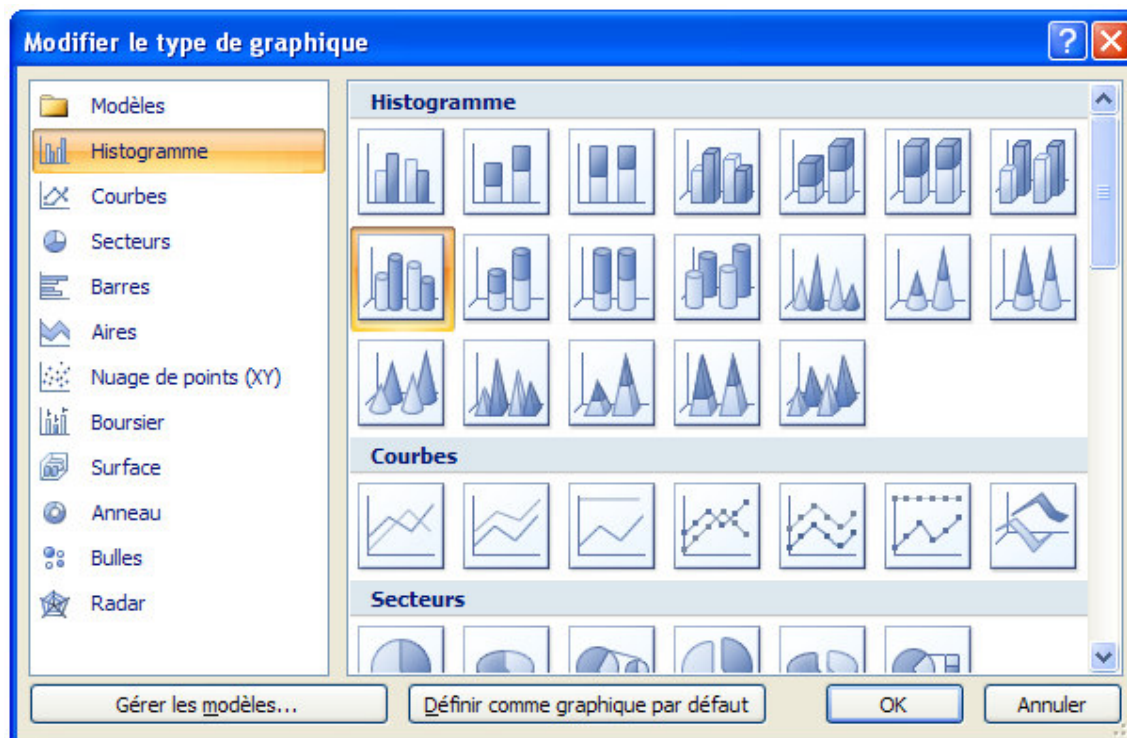 Modifier le type de graphique
Modèles
Histogramme
Courbes
Secteurs
Barres
Aires
Nuage de points (XY)
Boursier
Surface
Anneau
Bulles
Radar
Histogramme
Courbes
Secteurs
Gérer les modèles...
Définir comme graphique par défaut
OK
Annuler